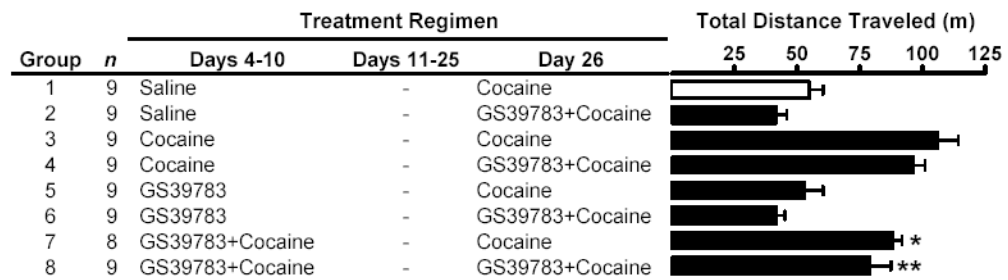 Treatment Regimen Total Distance Traveled (m)
Group n Days 4-10 Days 11-25 Day 26 25 50 75 100 125
1 9 Saline - Cocaine
2 9 Saline - GS39783+Cocaine
3 9 Cocaine - Cocaine
4 9 Cocaine - GS39783+Cocaine
5 9 GS39783 - Cocaine
6 9 GS39783 - GS39783+Cocaine
7 8 GS39783+Cocaine - Cocaine *
8 9 GS39783+Cocaine - GS39783+Cocaine **